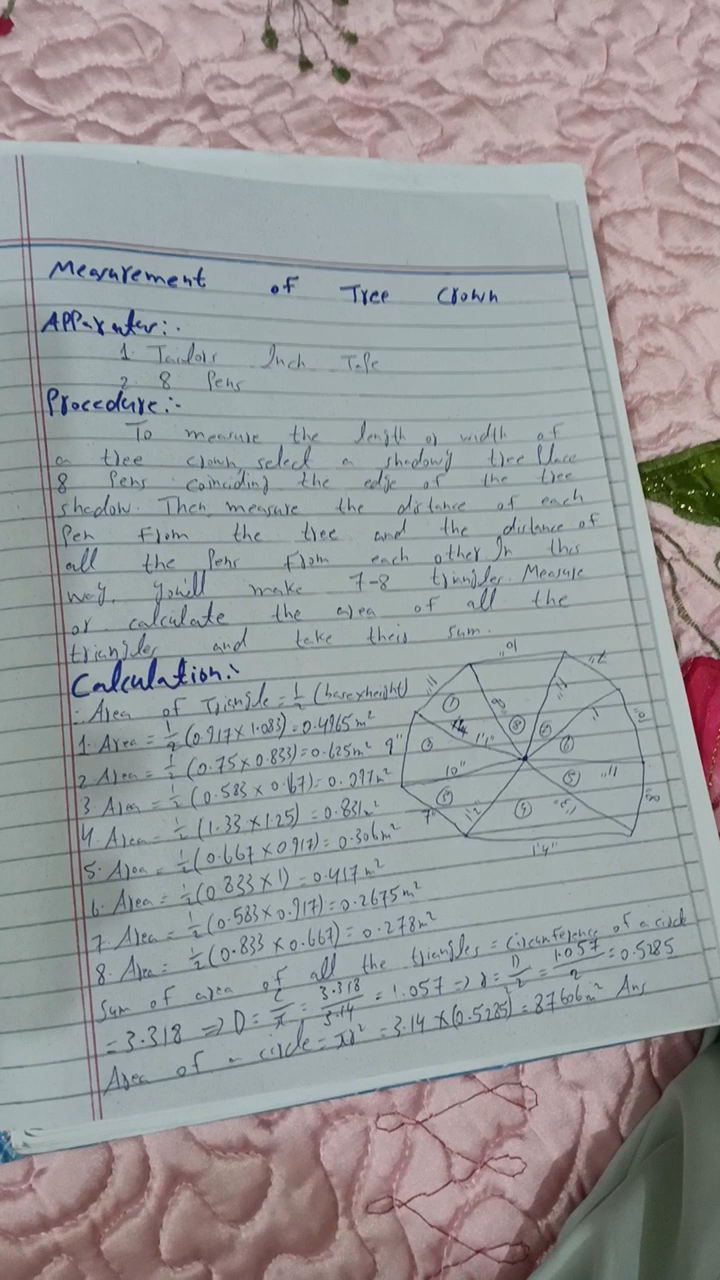 Measurement of Tree Crown
Apparatus:-
1. Tailors Inch Tape
2. 8 Pens
Procedure:-
To measure the length or width of
a tree crown, select a shadowy tree Place
8 Pens coinciding the edge of the tree
shadow. Then, measure the distance of each
Pen from the tree and the distance of
all the Pens from each other In this
way, you'll make 7-8 triangles. Measure
or calculate the area of all the
triangles and take their sum.
Calculation:-
Area of Triangle = 1/2 (base x height)
1. Area = 1/2 (0.917 x 1.083) = 0.4965 m²
2. Area = 1/2 (0.75 x 0.833) = 0.625 m²
3. Area = 1/2 (0.583 x 0.167) = 0.097 m²
4. Area = 1/2 (1.33 x 1.25) = 0.831 m²
5. Area = 1/2 (0.667 x 0.917) = 0.306 m²
6. Area = 1/2 (0.833 x 1) = 0.417 m²
7. Area = 1/2 (0.583 x 0.917) = 0.2675 m²
8. Area = 1/2 (0.833 x 0.667) = 0.278 m²
Sum of area of all the triangles = circumference of a circle
= 3.318 => D = C/π = 3.318/3.14 = 1.057 => r = D/2 = 1.057/2 = 0.5285
Area of a circle = πr² = 3.14 x (0.5285)² = 87606 m² Ans
9"
10"
7"
1'4"